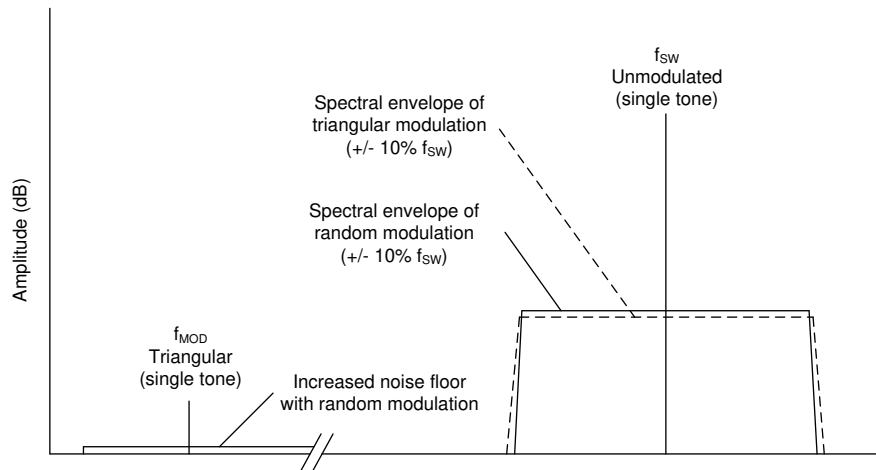 f_SW
Unmodulated
(single tone)
Spectral envelope of
triangular modulation
(+/- 10% f_SW)
Spectral envelope of
random modulation
(+/- 10% f_SW)
Amplitude (dB)
f_MOD
Triangular
(single tone)
Increased noise floor
with random modulation